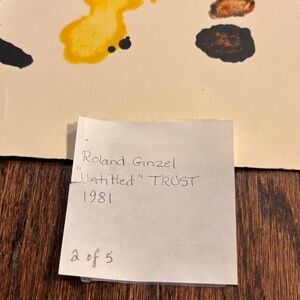 Roland Ginzel
"Untitled" TRUST
1981
2 of 5